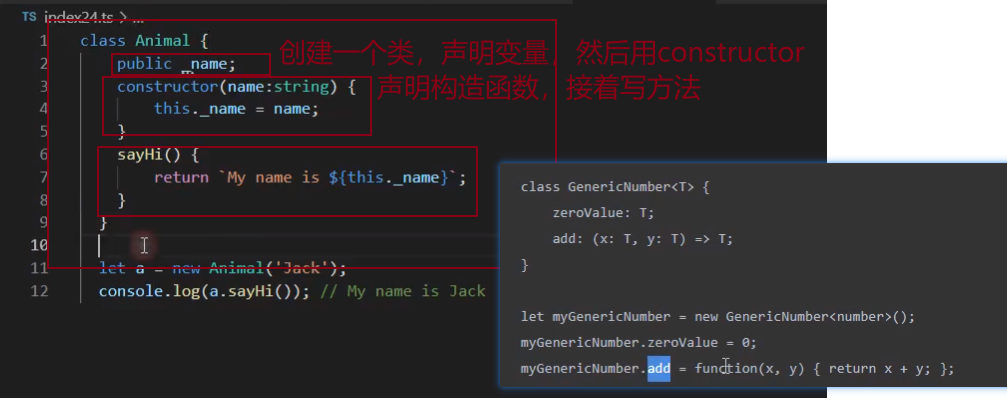 TS index24.ts > ...
1 class Animal {
2 public _name;
3 constructor(name:string) {
4 this._name = name;
5 }
6 sayHi() {
7 return `My name is ${this._name}`;
8 }
9 }
10
11 let a = new Animal('Jack');
12 console.log(a.sayHi()); // My name is Jack
创建一个类，声明变量，然后用constructor
声明构造函数，接着写方法
class GenericNumber<T> {
zeroValue: T;
add: (x: T, y: T) => T;
}
let myGenericNumber = new GenericNumber<number>();
myGenericNumber.zeroValue = 0;
myGenericNumber.add = function(x, y) { return x + y; };